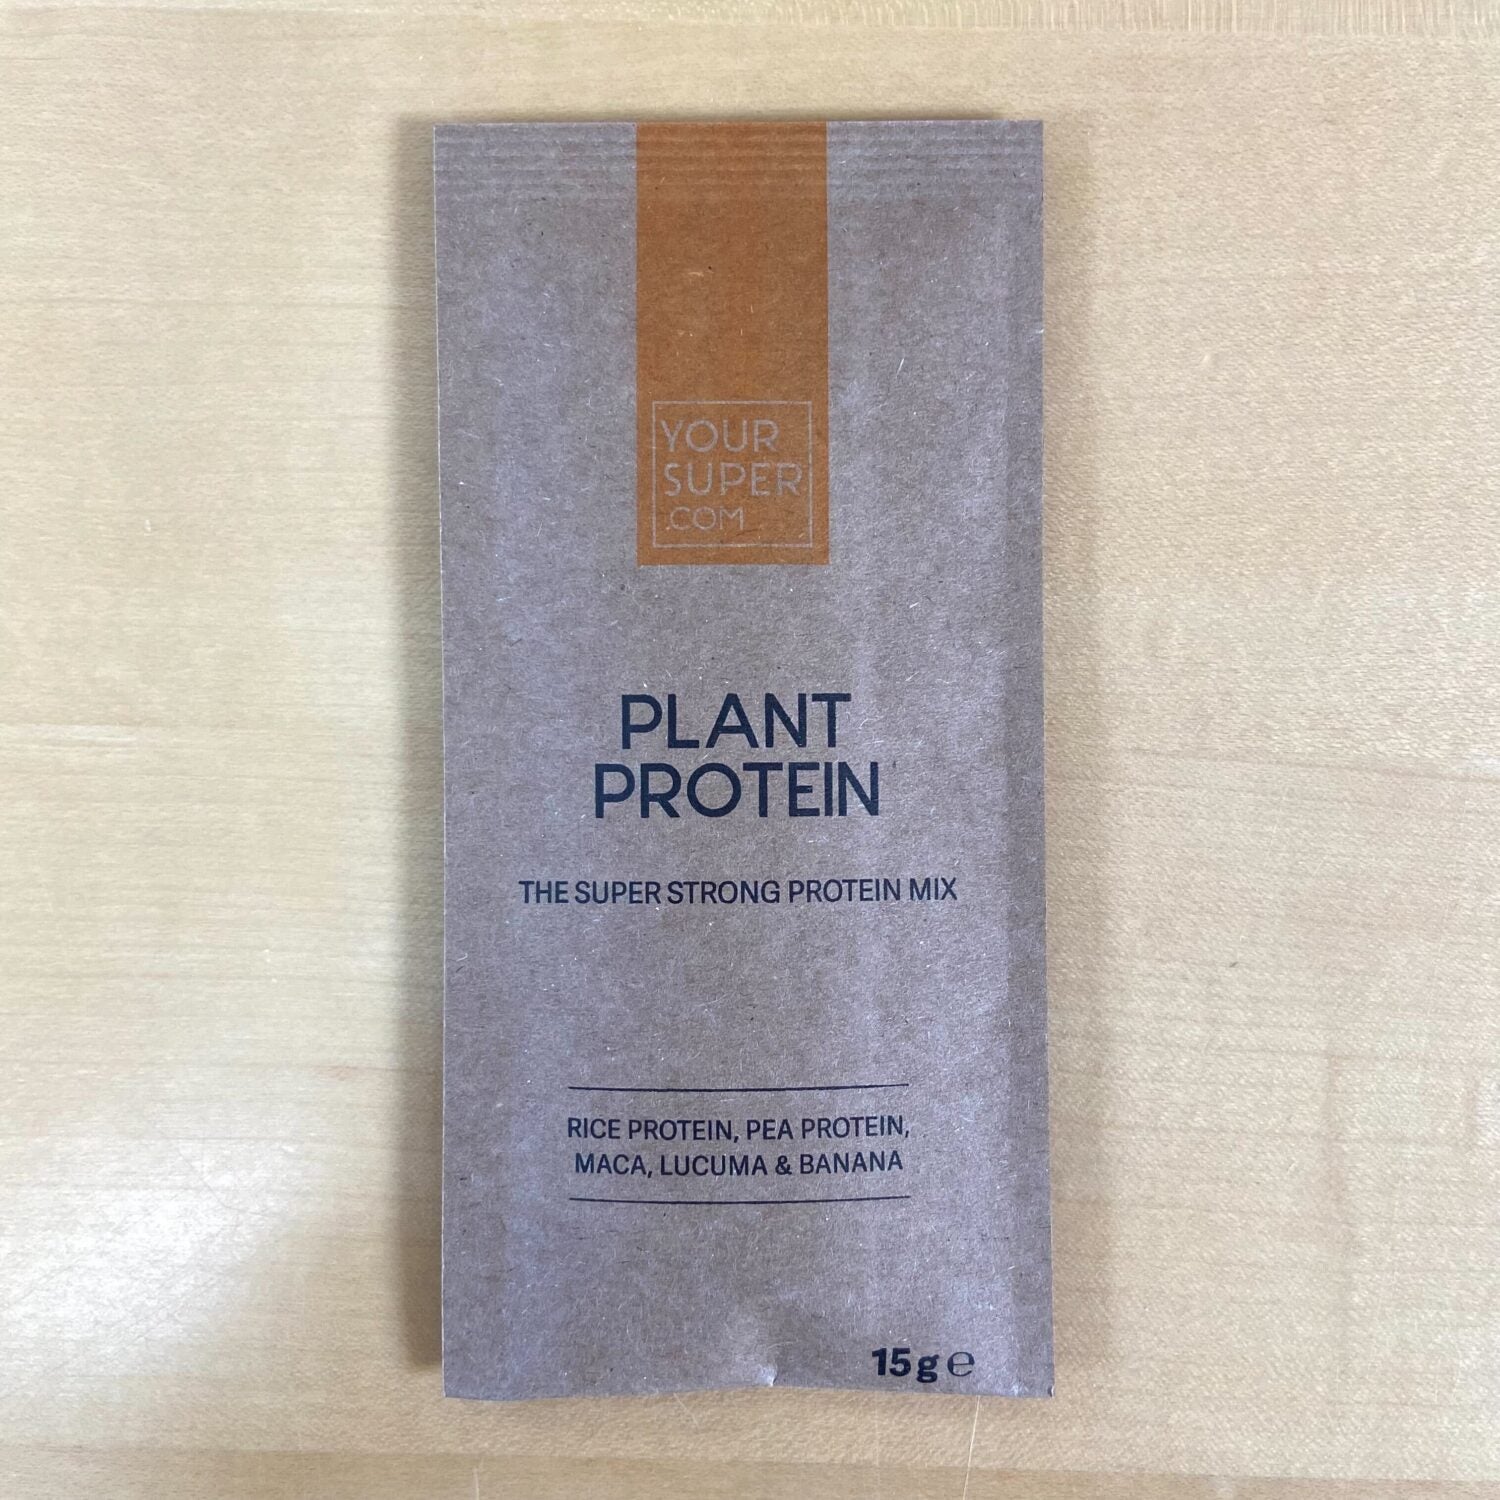 YOUR
SUPER
.COM
PLANT
PROTEIN
THE SUPER STRONG PROTEIN MIX
RICE PROTEIN, PEA PROTEIN,
MACA, LUCUMA & BANANA
15g℮